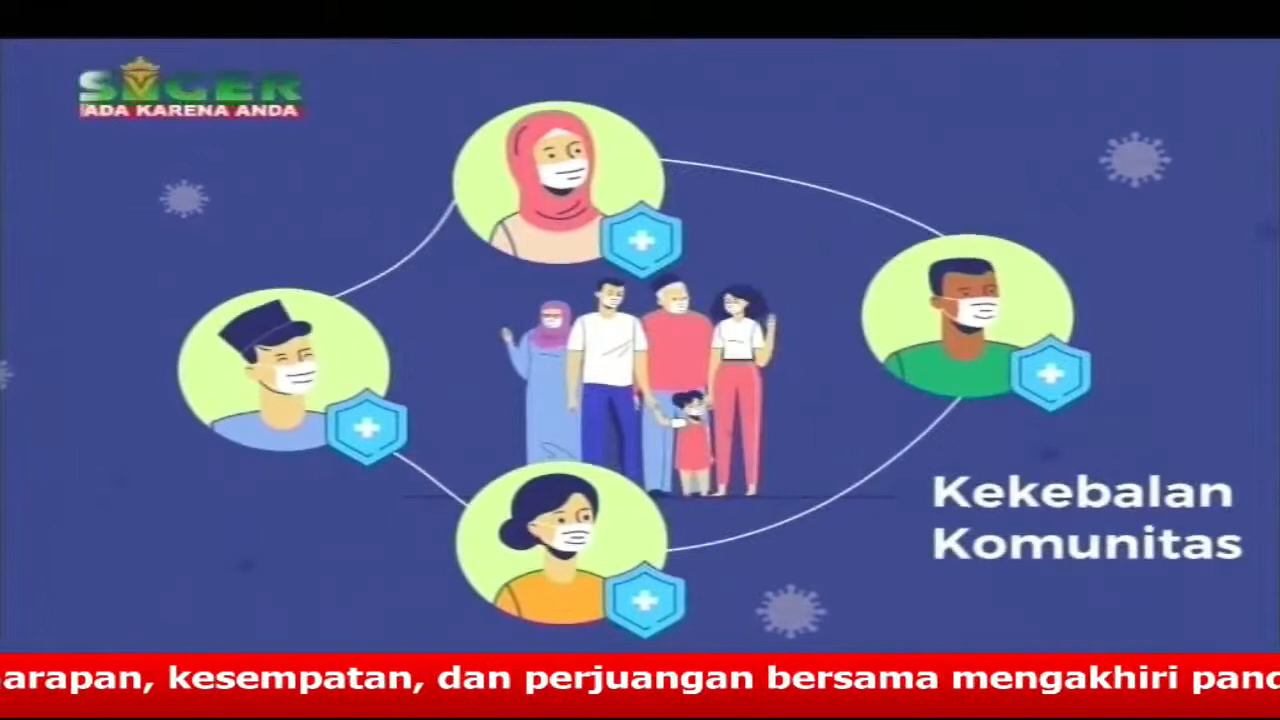 SIGER
ADA KARENA ANDA
Kekebalan
Komunitas
arapan, kesempatan, dan perjuangan bersama mengakhiri pand